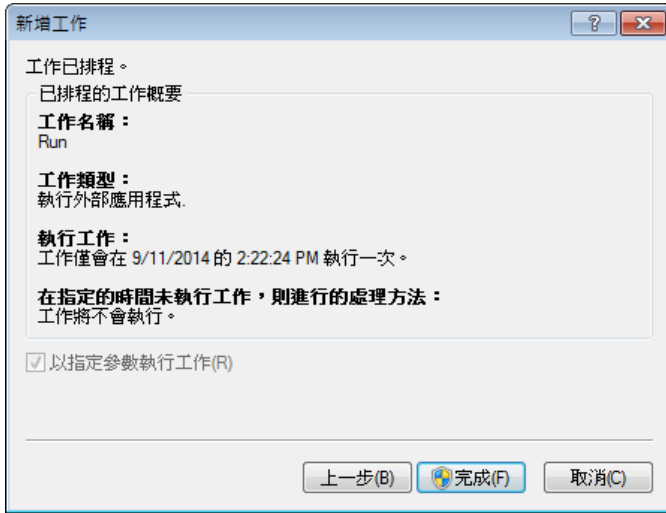 新增工作
工作已排程。
已排程的工作概要
工作名稱：
Run
工作類型：
執行外部應用程式.
執行工作：
工作僅會在 9/11/2014 的 2:22:24 PM 執行一次。
在指定的時間未執行工作，則進行的處理方法：
工作將不會執行。
以指定參數執行工作(R)
上一步(B) 完成(F) 取消(C)